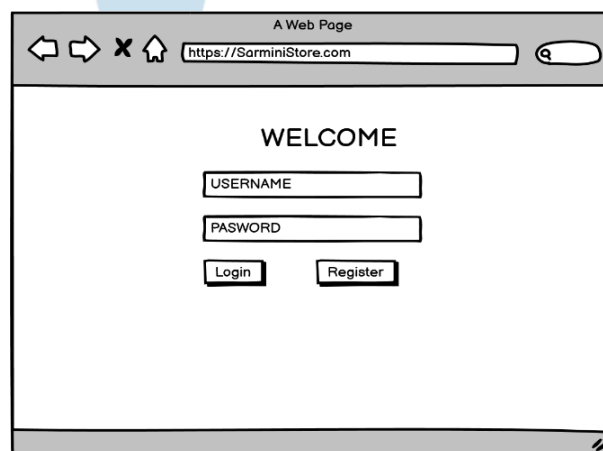 A Web Page
https://SarminiStore.com
WELCOME
USERNAME
PASWORD
Login Register